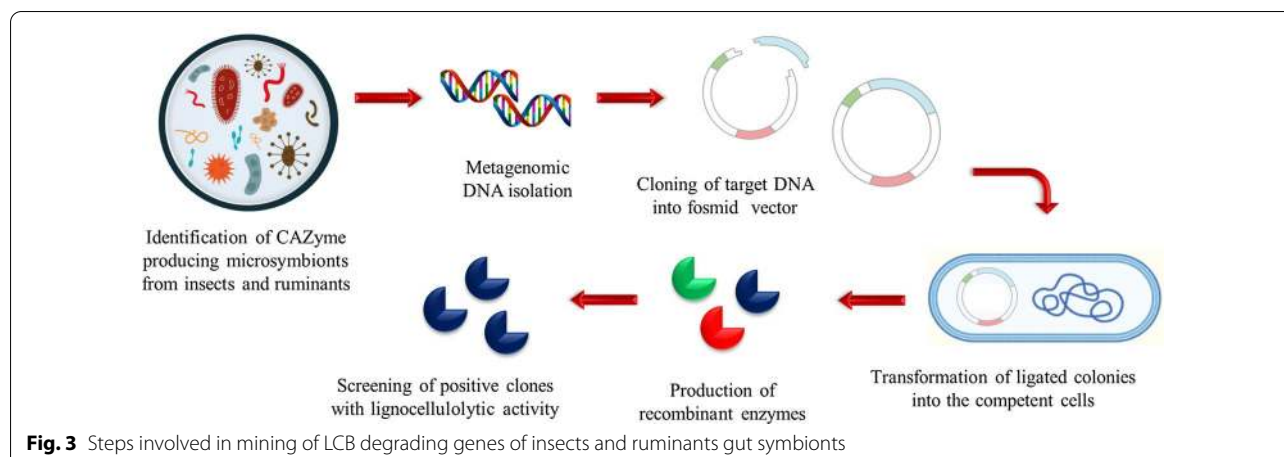 Identification of CAZyme
producing microsymbionts
from insects and ruminants
Metagenomic
DNA isolation
Cloning of target DNA
into fosmid vector
Transformation of ligated colonies
into the competent cells
Production of
recombinant enzymes
Screening of positive clones
with lignocellulolytic activity
Fig. 3 Steps involved in mining of LCB degrading genes of insects and ruminants gut symbionts